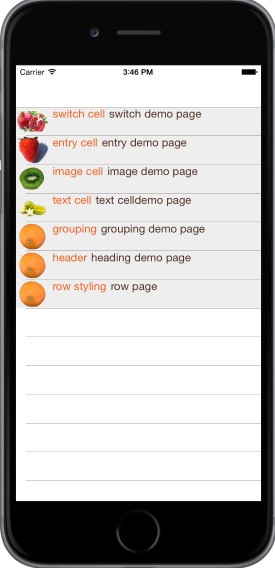 Carrier 3:46 PM
switch cell switch demo page
entry cell entry demo page
image cell image demo page
text cell text celldemo page
grouping grouping demo page
header heading demo page
row styling row page